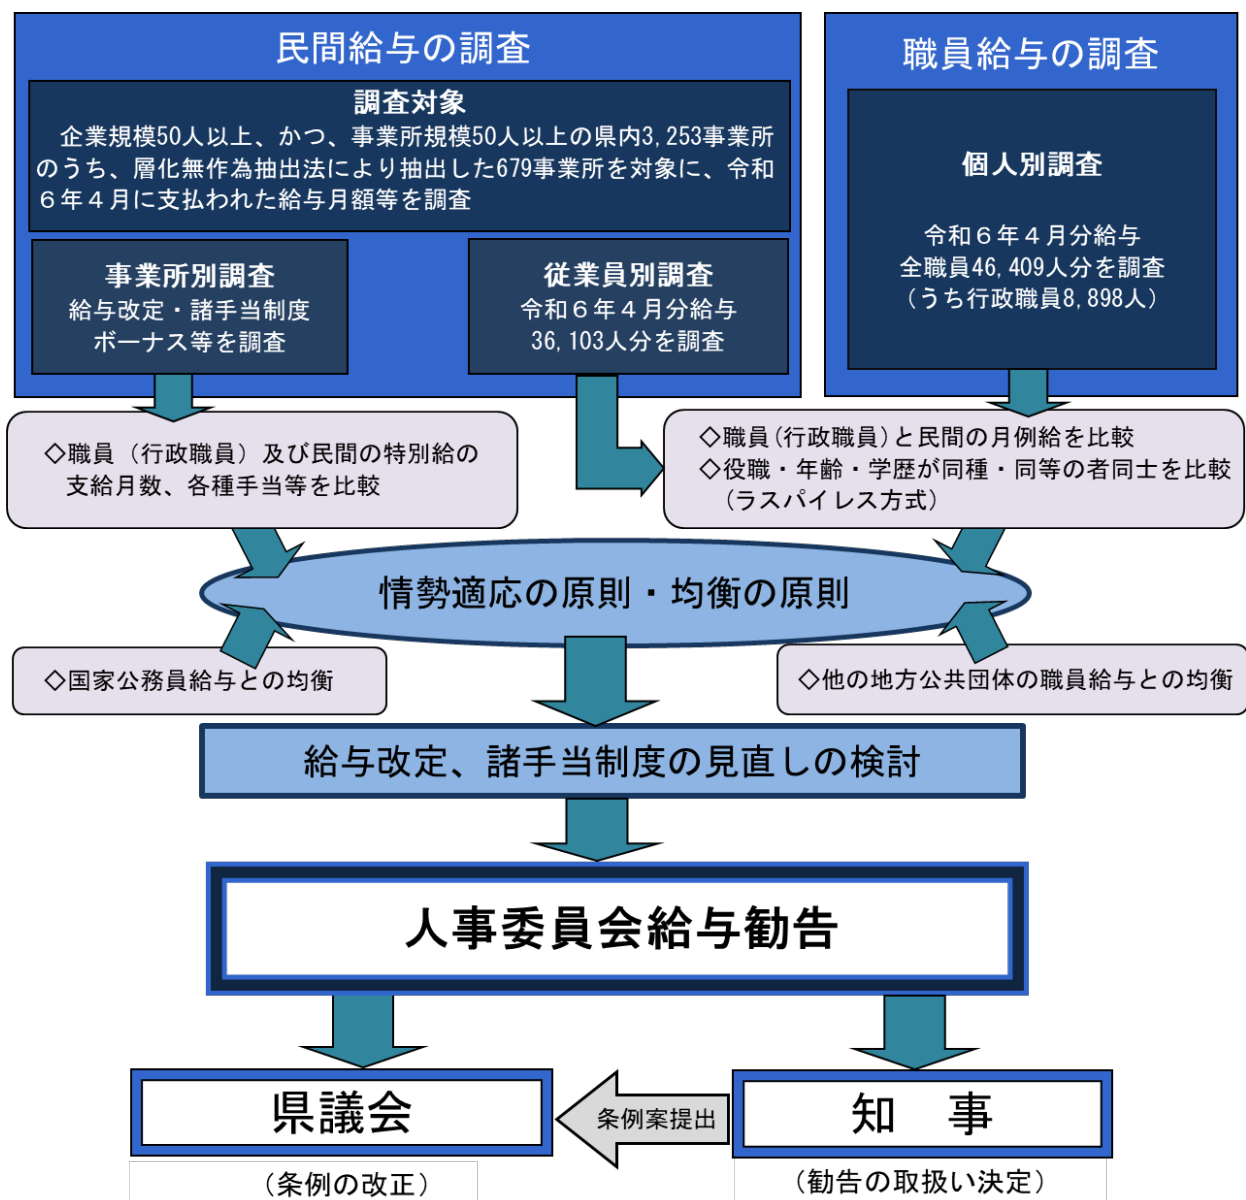 民間給与の調査
調査対象
企業規模50人以上、かつ、事業所規模50人以上の県内3,253事業所
のうち、層化無作為抽出法により抽出した679事業所を対象に、令和
６年４月に支払われた給与月額等を調査
事業所別調査
給与改定・諸手当制度
ボーナス等を調査
従業員別調査
令和６年４月分給与
36,103人分を調査
職員給与の調査
個人別調査
令和６年４月分給与
全職員46,409人分を調査
（うち行政職員8,898人）
◇職員（行政職員）及び民間の特別給の
支給月数、各種手当等を比較
◇職員(行政職員)と民間の月例給を比較
◇役職・年齢・学歴が同種・同等の者同士を比較
（ラスパイレス方式）
情勢適応の原則・均衡の原則
◇国家公務員給与との均衡
◇他の地方公共団体の職員給与との均衡
給与改定、諸手当制度の見直しの検討
人事委員会給与勧告
県議会
条例案提出
知　事
（条例の改正）
（勧告の取扱い決定）